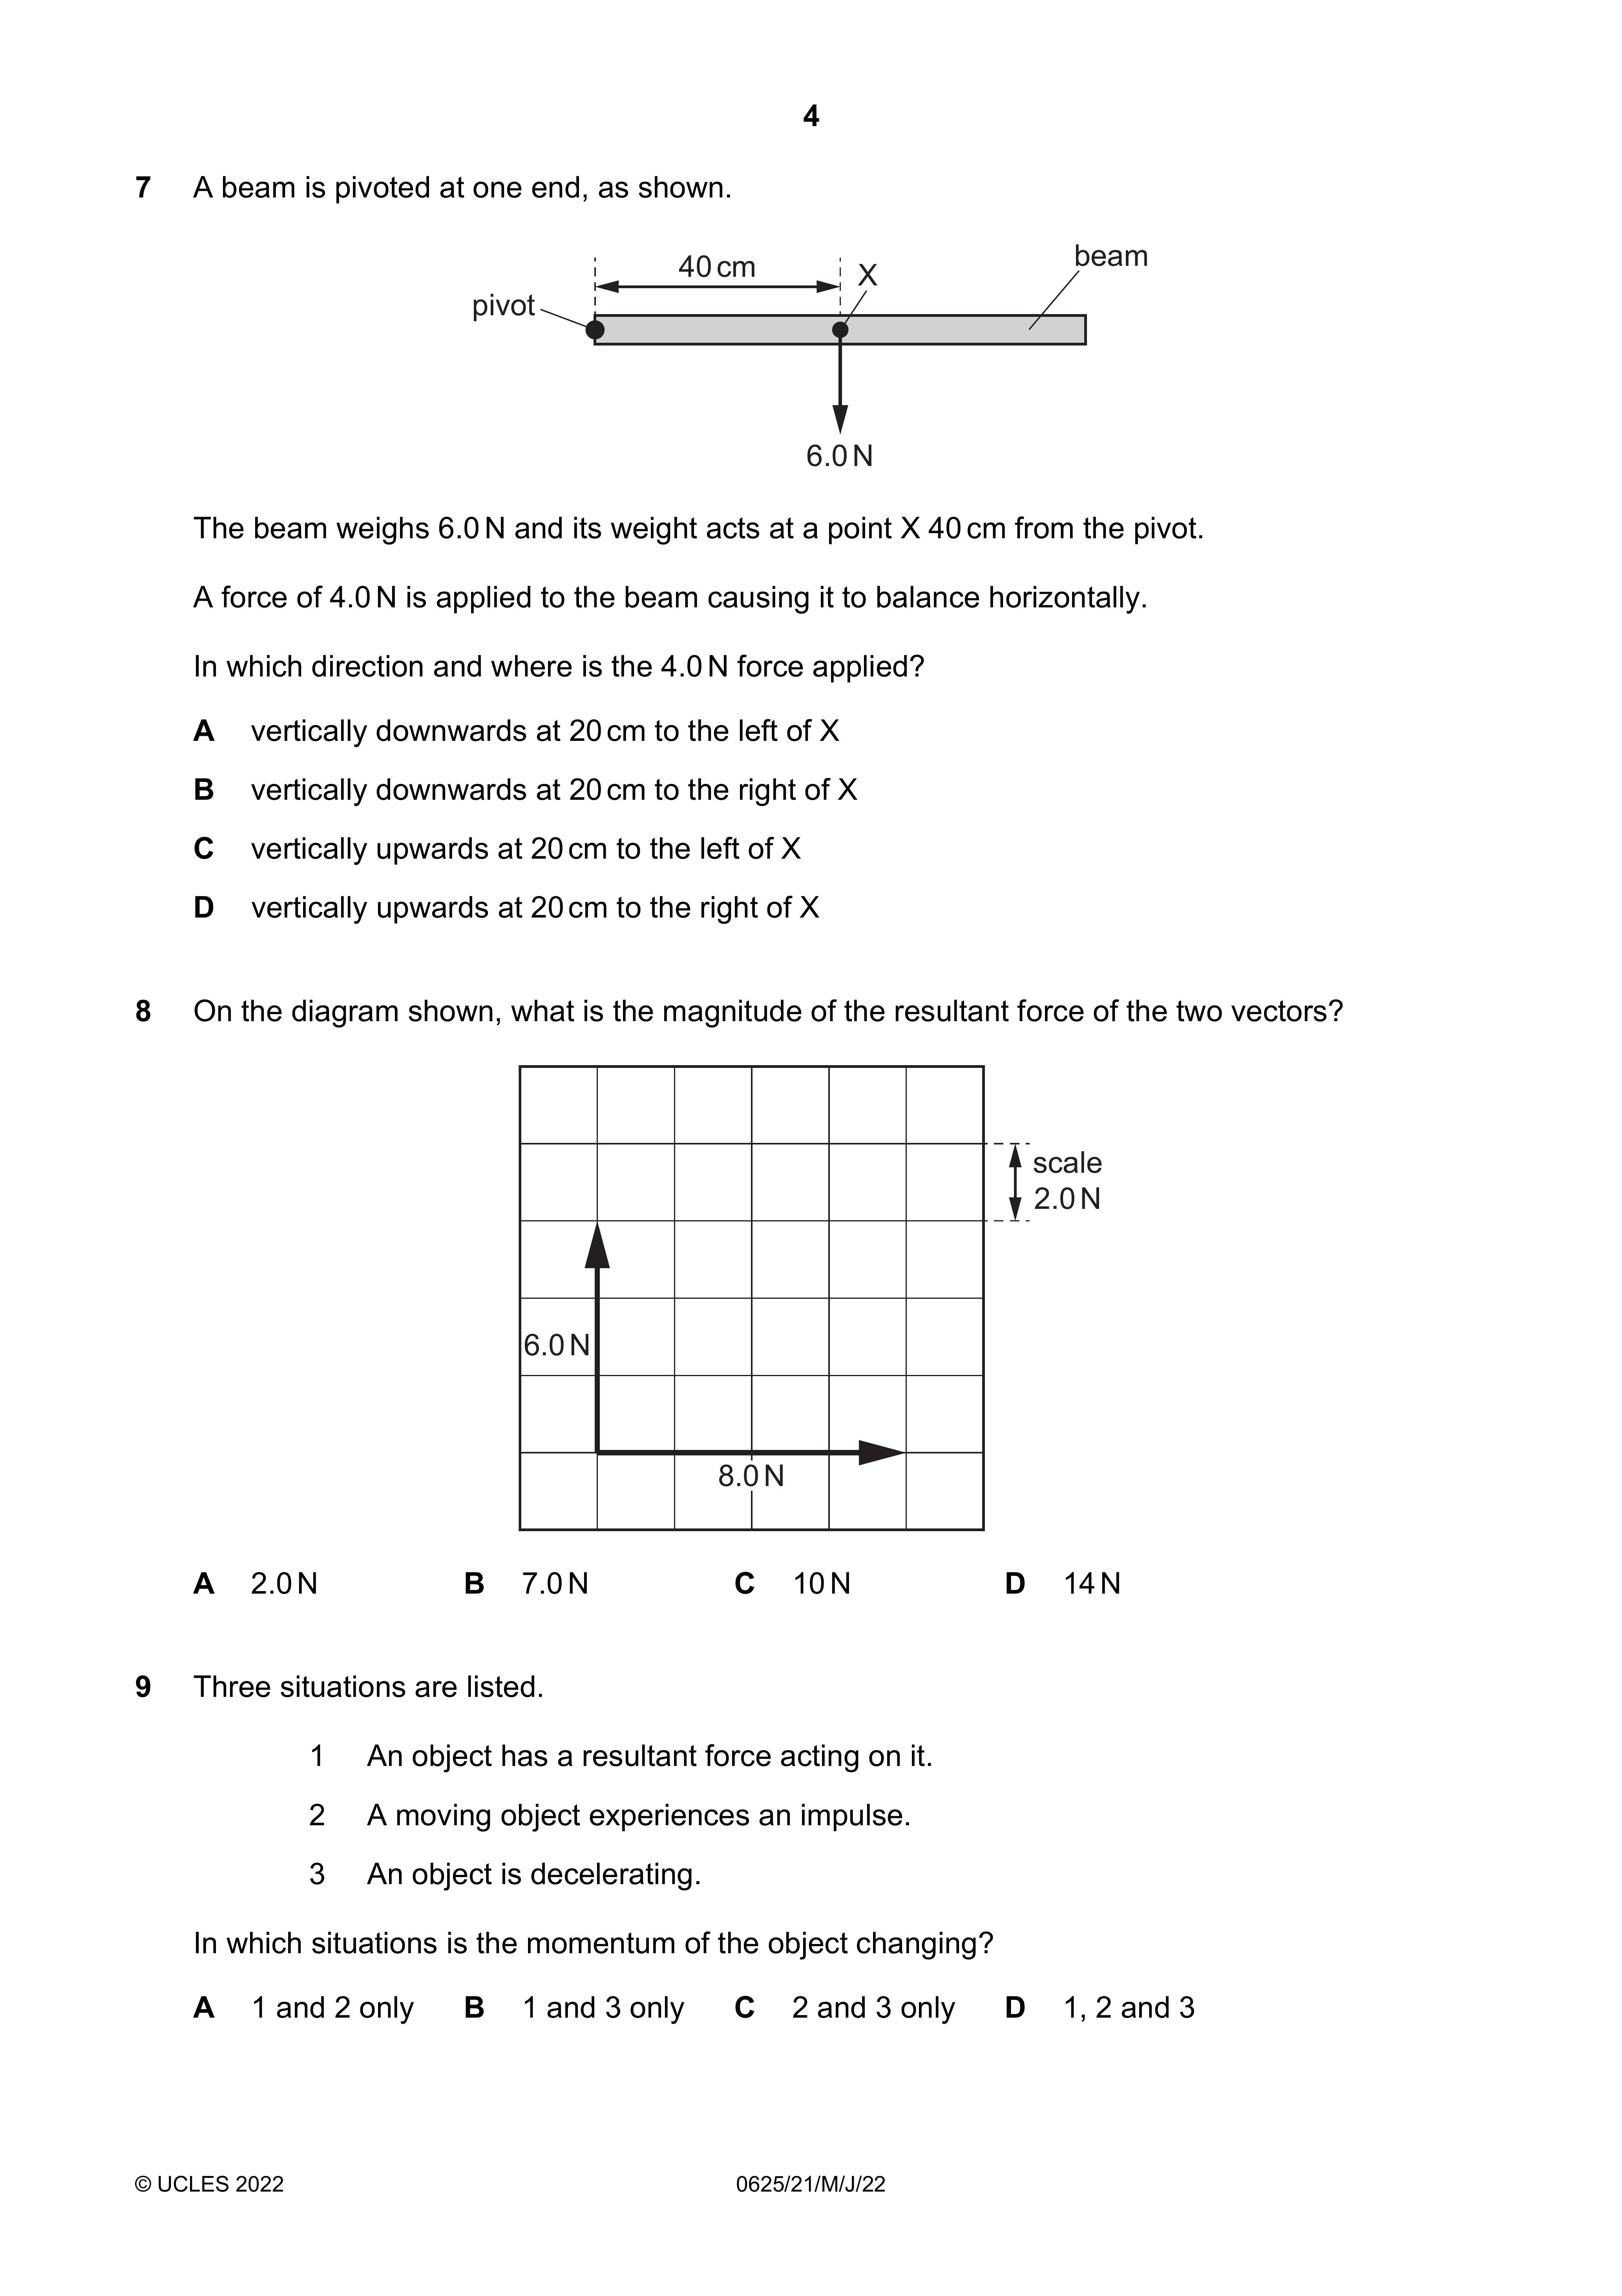 4
7 A beam is pivoted at one end, as shown.
40 cm
X
beam
pivot
6.0 N
The beam weighs 6.0 N and its weight acts at a point X 40 cm from the pivot.
A force of 4.0 N is applied to the beam causing it to balance horizontally.
In which direction and where is the 4.0 N force applied?
A vertically downwards at 20 cm to the left of X
B vertically downwards at 20 cm to the right of X
C vertically upwards at 20 cm to the left of X
D vertically upwards at 20 cm to the right of X
8 On the diagram shown, what is the magnitude of the resultant force of the two vectors?
scale
2.0 N
6.0 N
8.0 N
A 2.0 N B 7.0 N C 10 N D 14 N
9 Three situations are listed.
1 An object has a resultant force acting on it.
2 A moving object experiences an impulse.
3 An object is decelerating.
In which situations is the momentum of the object changing?
A 1 and 2 only B 1 and 3 only C 2 and 3 only D 1, 2 and 3
© UCLES 2022 0625/21/M/J/22